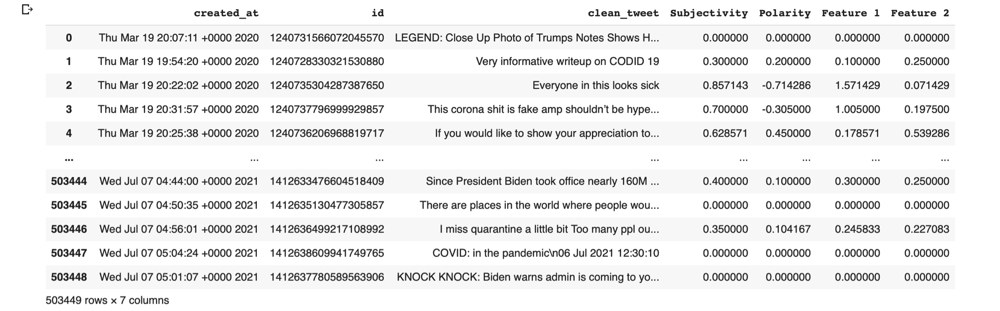 created_at id clean_tweet Subjectivity Polarity Feature 1 Feature 2
0 Thu Mar 19 20:07:11 +0000 2020 1240731566072045570 LEGEND: Close Up Photo of Trumps Notes Shows H... 0.000000 0.000000 0.000000 0.000000
1 Thu Mar 19 19:54:20 +0000 2020 1240728330321530880 Very informative writeup on CODID 19 0.300000 0.200000 0.100000 0.250000
2 Thu Mar 19 20:22:02 +0000 2020 1240735304287387650 Everyone in this looks sick 0.857143 -0.714286 1.571429 0.071429
3 Thu Mar 19 20:31:57 +0000 2020 1240737796999929857 This corona shit is fake amp shouldn’t be hype... 0.700000 -0.305000 1.005000 0.197500
4 Thu Mar 19 20:25:38 +0000 2020 1240736206968819717 If you would like to show your appreciation to... 0.628571 0.450000 0.178571 0.539286
... ... ... ... ... ... ... ...
503444 Wed Jul 07 04:44:00 +0000 2021 1412633476604518409 Since President Biden took office nearly 160M ... 0.400000 0.100000 0.300000 0.250000
503445 Wed Jul 07 04:50:35 +0000 2021 1412635130477305857 There are places in the world where people wou... 0.000000 0.000000 0.000000 0.000000
503446 Wed Jul 07 04:56:01 +0000 2021 1412636499217108992 I miss quarantine a little bit Too many ppl ou... 0.350000 0.104167 0.245833 0.227083
503447 Wed Jul 07 05:04:24 +0000 2021 1412638609941749765 COVID: in the pandemic\n06 Jul 2021 12:30:10 0.000000 0.000000 0.000000 0.000000
503448 Wed Jul 07 05:01:07 +0000 2021 1412637780589563906 KNOCK KNOCK: Biden warns admin is coming to yo... 0.000000 0.000000 0.000000 0.000000
503449 rows × 7 columns